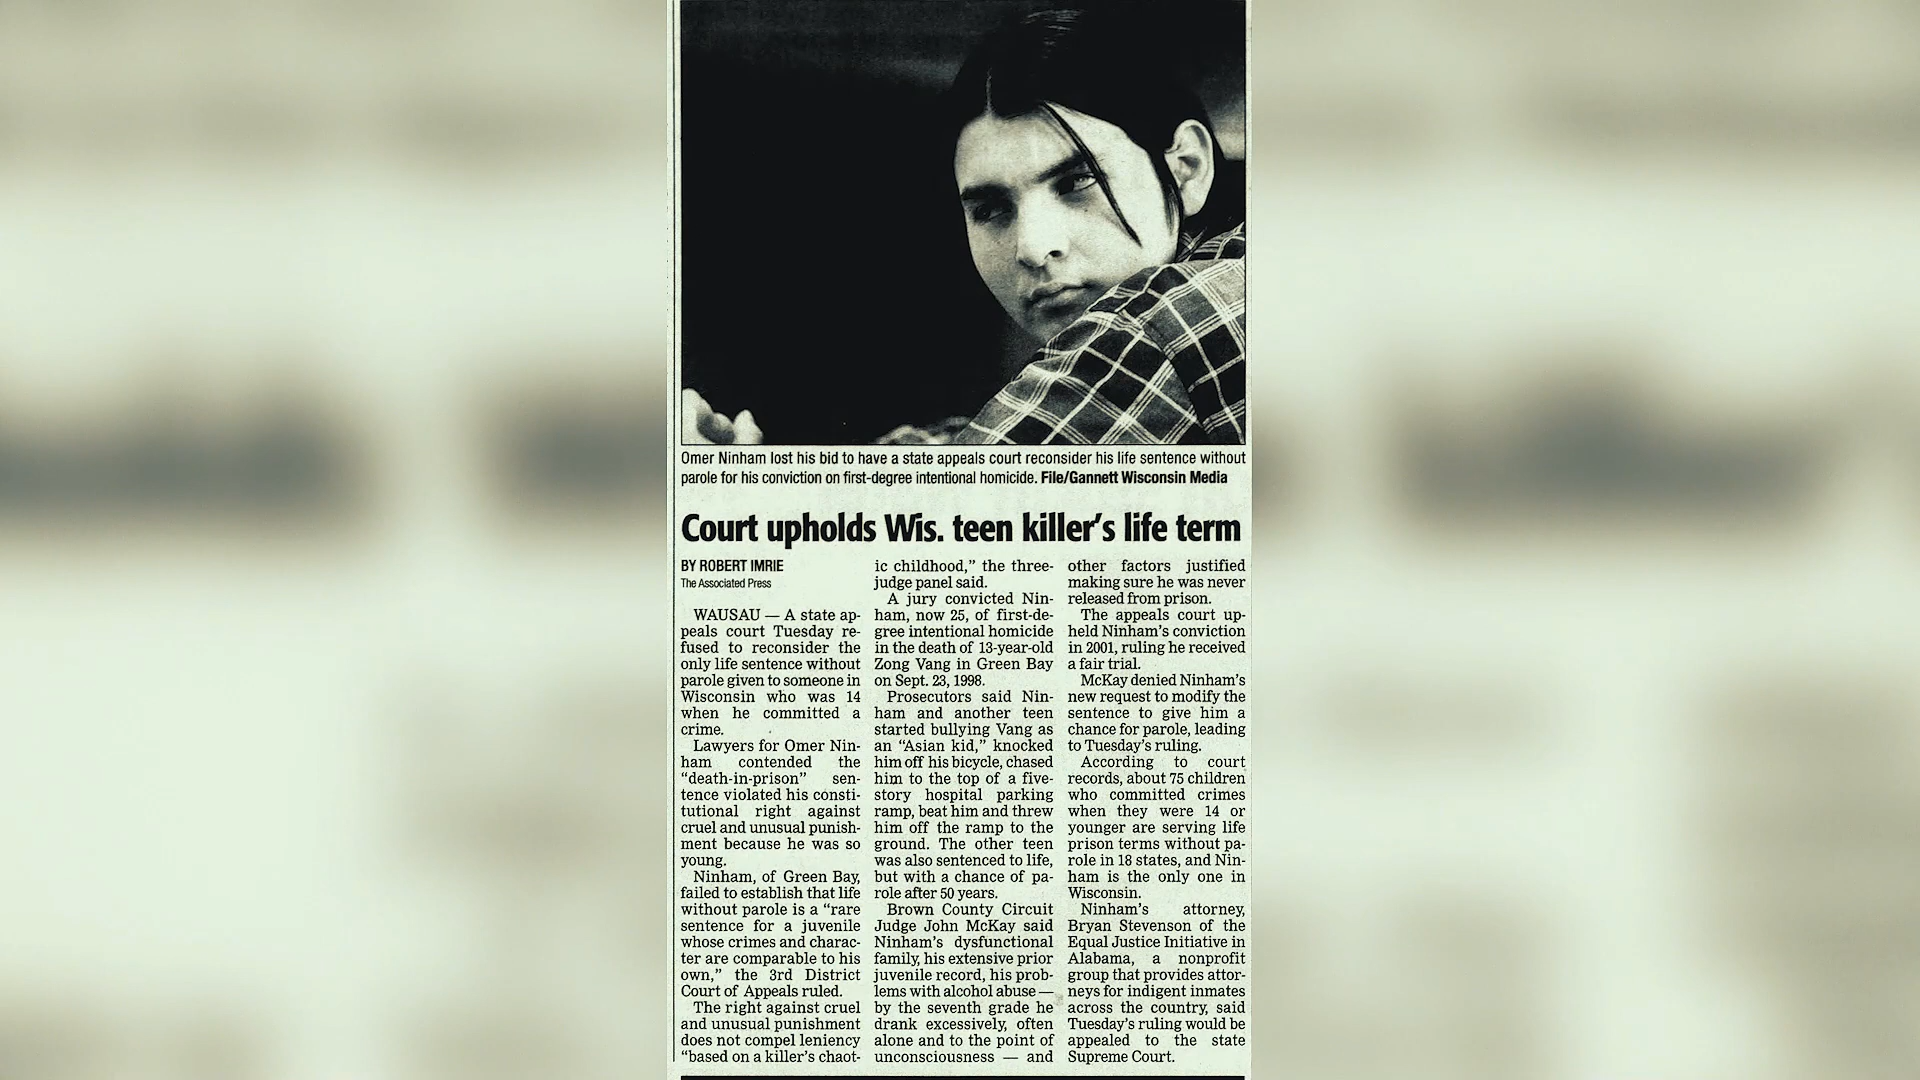 Omer Ninham lost his bid to have a state appeals court reconsider his life sentence without
parole for his conviction on first-degree intentional homicide. File/Gannett Wisconsin Media
Court upholds Wis. teen killer's life term
BY ROBERT IMRIE
The Associated Press
WAUSAU — A state ap-
peals court Tuesday re-
fused to reconsider the
only life sentence without
parole given to someone in
Wisconsin who was 14
when he committed a
crime.
Lawyers for Omer Nin-
ham contended the
“death-in-prison” sen-
tence violated his consti-
tutional right against
cruel and unusual punish-
ment because he was so
young.
Ninham, of Green Bay,
failed to establish that life
without parole is a “rare
sentence for a juvenile
whose crimes and charac-
ter are comparable to his
own,” the 3rd District
Court of Appeals ruled.
The right against cruel
and unusual punishment
does not compel leniency
“based on a killer's chaot-
ic childhood,” the three-
judge panel said.
A jury convicted Nin-
ham, now 25, of first-de-
gree intentional homicide
in the death of 13-year-old
Zong Vang in Green Bay
on Sept. 23, 1998.
Prosecutors said Nin-
ham and another teen
started bullying Vang as
an “Asian kid,” knocked
him off his bicycle, chased
him to the top of a five-
story hospital parking
ramp, beat him and threw
him off the ramp to the
ground. The other teen
was also sentenced to life,
but with a chance of pa-
role after 50 years.
Brown County Circuit
Judge John McKay said
Ninham's dysfunctional
family, his extensive prior
juvenile record, his prob-
lems with alcohol abuse —
by the seventh grade he
drank excessively, often
alone and to the point of
unconsciousness — and
other factors justified
making sure he was never
released from prison.
The appeals court up-
held Ninham's conviction
in 2001, ruling he received
a fair trial.
McKay denied Ninham's
new request to modify the
sentence to give him a
chance for parole, leading
to Tuesday's ruling.
According to court
records, about 75 children
who committed crimes
when they were 14 or
younger are serving life
prison terms without pa-
role in 18 states, and Nin-
ham is the only one in
Wisconsin.
Ninham's attorney,
Bryan Stevenson of the
Equal Justice Initiative in
Alabama, a nonprofit
group that provides attor-
neys for indigent inmates
across the country, said
Tuesday's ruling would be
appealed to the state
Supreme Court.